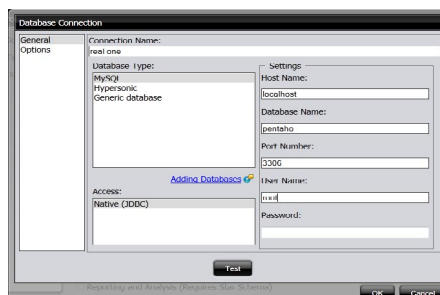 Database Connection
General
Options
Connection Name:
real one
Database Type:
MySQL
Hypersonic
Generic database
Adding Databases
Access:
Native (JDBC)
Settings
Host Name:
localhost
Database Name:
pentaho
Port Number:
3306
User Name:
root
Password:
Test
Reporting and Analysis (Requires Star Schema)
OK
Cancel